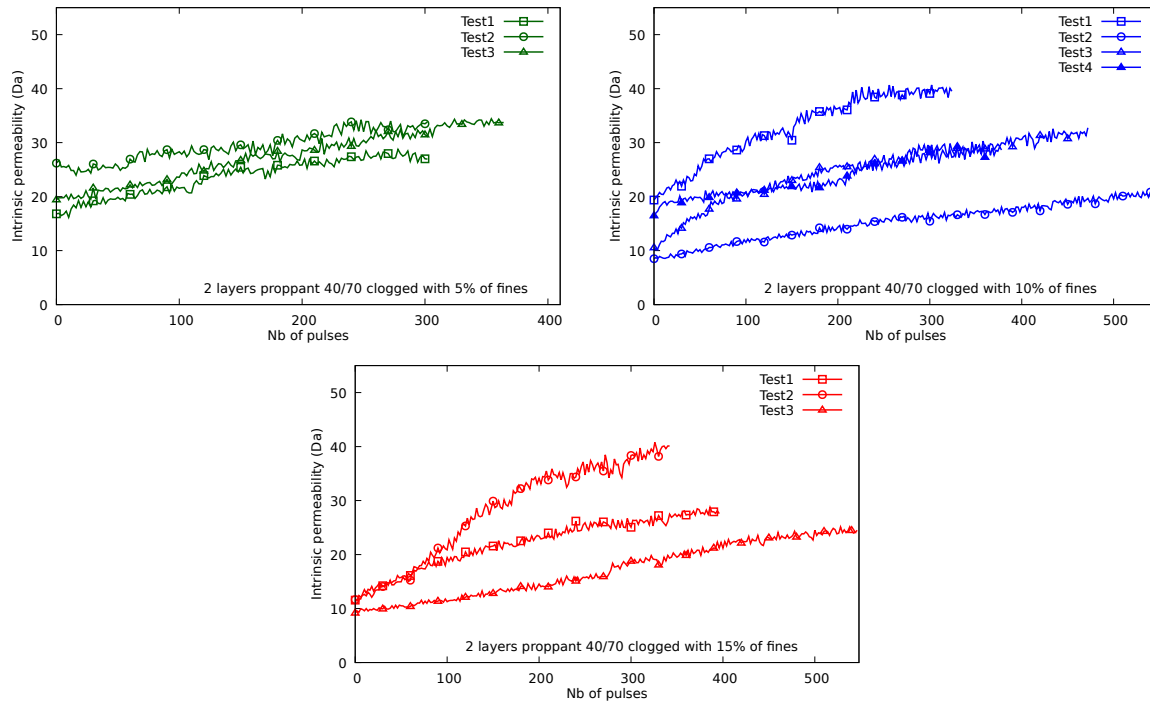 50
40
30
20
10
0
Intrinsic permeability (Da)
Test1
Test2
Test3
2 layers proppant 40/70 clogged with 5% of fines
0 100 200 300 400
Nb of pulses
50
40
30
20
10
0
Intrinsic permeability (Da)
Test1
Test2
Test3
Test4
2 layers proppant 40/70 clogged with 10% of fines
0 100 200 300 400 500
Nb of pulses
50
40
30
20
10
0
Intrinsic permeability (Da)
Test1
Test2
Test3
2 layers proppant 40/70 clogged with 15% of fines
0 100 200 300 400 500
Nb of pulses